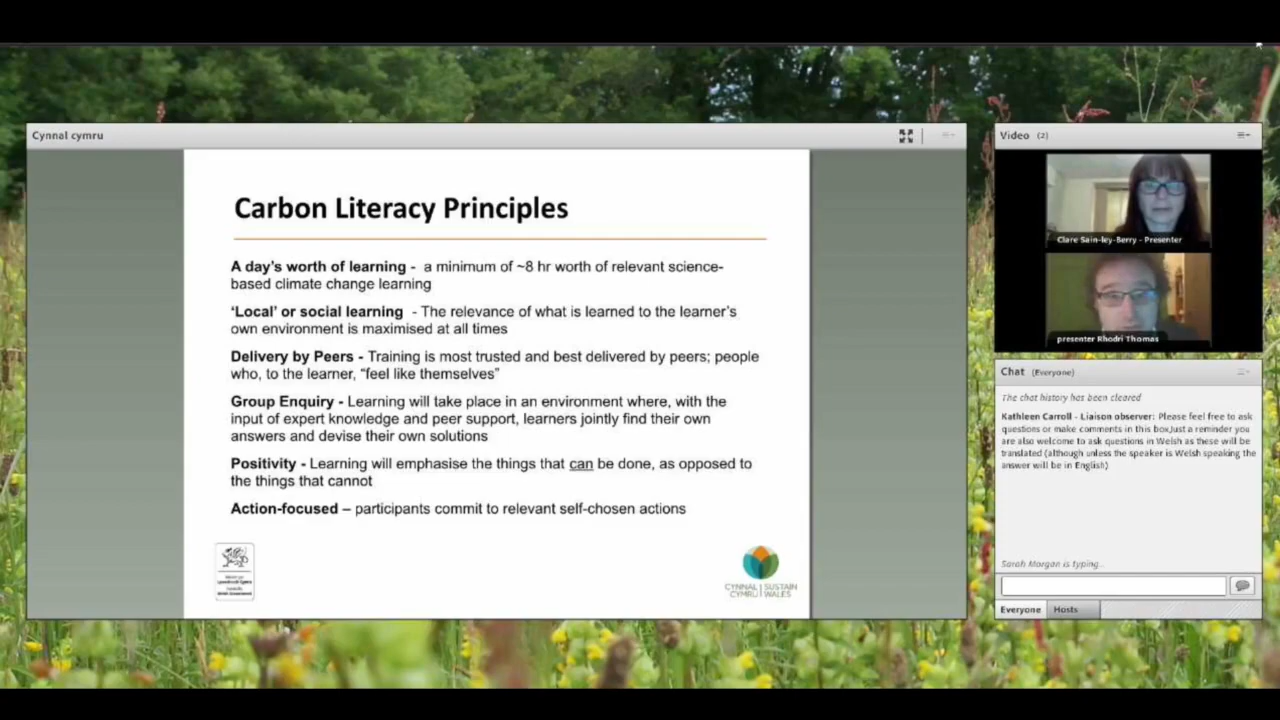 Cynnal cymru
Carbon Literacy Principles
A day's worth of learning - a minimum of ~8 hr worth of relevant science-
based climate change learning
'Local' or social learning - The relevance of what is learned to the learner's
own environment is maximised at all times
Delivery by Peers - Training is most trusted and best delivered by peers; people
who, to the learner, "feel like themselves"
Group Enquiry - Learning will take place in an environment where, with the
input of expert knowledge and peer support, learners jointly find their own
answers and devise their own solutions
Positivity - Learning will emphasise the things that can be done, as opposed to
the things that cannot
Action-focused – participants commit to relevant self-chosen actions
CYNNAL | SUSTAIN
CYMRU | WALES
Video (2)
Clare Sain-ley-Berry - Presenter
presenter Rhodri Thomas
Chat (Everyone)
The chat history has been cleared
Kathleen Carroll - Liaison observer: Please feel free to ask
questions or make comments in this box.Just a reminder you
are also welcome to ask questions in Welsh as these will be
translated (although unless the speaker is Welsh speaking the
answer will be in English)
Sarah Morgan is typing...
Everyone
Hosts